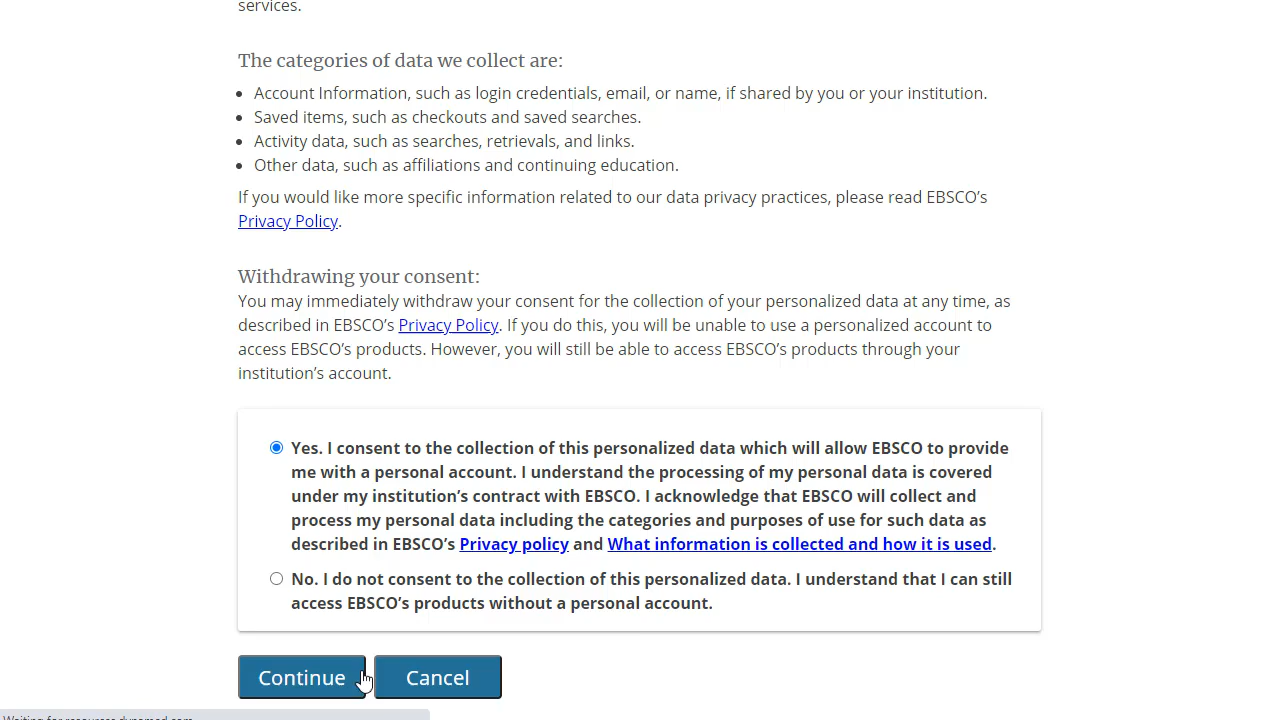 services.
The categories of data we collect are:
Account Information, such as login credentials, email, or name, if shared by you or your institution.
Saved items, such as checkouts and saved searches.
Activity data, such as searches, retrievals, and links.
Other data, such as affiliations and continuing education.
If you would like more specific information related to our data privacy practices, please read EBSCO’s
Privacy Policy.
Withdrawing your consent:
You may immediately withdraw your consent for the collection of your personalized data at any time, as
described in EBSCO’s Privacy Policy. If you do this, you will be unable to use a personalized account to
access EBSCO’s products. However, you will still be able to access EBSCO’s products through your
institution’s account.
Yes. I consent to the collection of this personalized data which will allow EBSCO to provide
me with a personal account. I understand the processing of my personal data is covered
under my institution’s contract with EBSCO. I acknowledge that EBSCO will collect and
process my personal data including the categories and purposes of use for such data as
described in EBSCO’s Privacy policy and What information is collected and how it is used.
No. I do not consent to the collection of this personalized data. I understand that I can still
access EBSCO’s products without a personal account.
Continue
Cancel